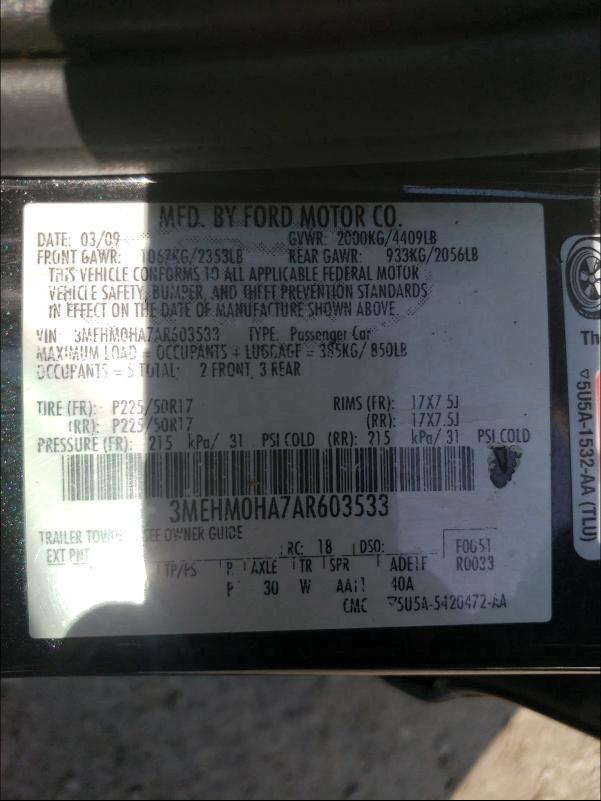 MFD. BY FORD MOTOR CO.
DATE: 03/09 GVWR: 2000KG/4409LB
FRONT GAWR: 1067KG/2353LB REAR GAWR: 933KG/2056LB
THIS VEHICLE CONFORMS TO ALL APPLICABLE FEDERAL MOTOR
VEHICLE SAFETY, BUMPER, AND THEFT PREVENTION STANDARDS
IN EFFECT ON THE DATE OF MANUFACTURE SHOWN ABOVE.
VIN: 3MEHM0HA7AR603533 TYPE: Passenger Car
MAXIMUM LOAD = OCCUPANTS + LUGGAGE = 385KG/ 850LB
OCCUPANTS = 5 TOTAL: 2 FRONT, 3 REAR
TIRE (FR): P225/50R17 RIMS (FR): 17X7.5J
(RR): P225/50R17 (RR): 17X7.5J
PRESSURE (FR): 215 kPa/ 31 PSI COLD (RR): 215 kPa/ 31 PSI COLD
3MEHM0HA7AR603533
TRAILER TOWING - SEE OWNER GUIDE
EXT PNT RC: 18 DSO: F0051
TP/PS R AXLE TR SPR R0033
P 30 W 40A
CMC ▽5U5A-5420472-AA
Th
▽5U5A-1532-AA (TLU)